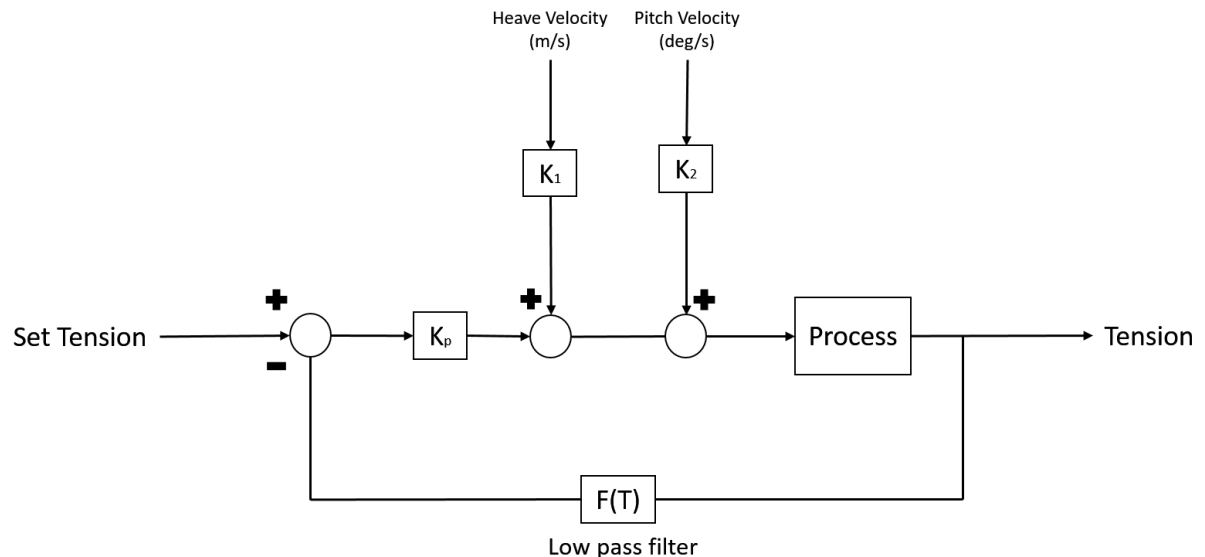 Heave Velocity
(m/s)
Pitch Velocity
(deg/s)
K₁
K₂
+
-
+
+
Set Tension
Kₚ
Process
Tension
F(T)
Low pass filter